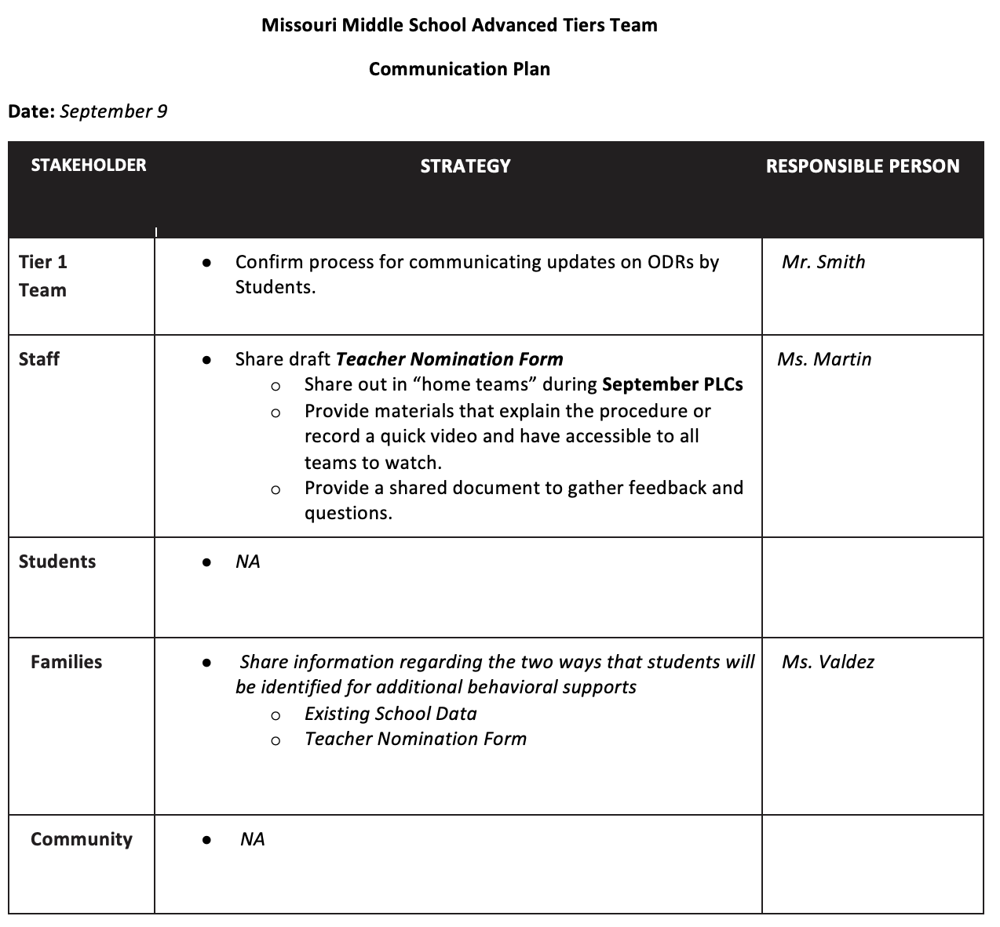 Missouri Middle School Advanced Tiers Team
Communication Plan
Date: September 9
STAKEHOLDER STRATEGY RESPONSIBLE PERSON
Tier 1 ● Confirm process for communicating updates on ODRs by Mr. Smith
Team Students.
Staff ● Share draft Teacher Nomination Form Ms. Martin
○ Share out in “home teams” during September PLCs
○ Provide materials that explain the procedure or
record a quick video and have accessible to all
teams to watch.
○ Provide a shared document to gather feedback and
questions.
Students ● NA
Families ● Share information regarding the two ways that students will Ms. Valdez
be identified for additional behavioral supports
○ Existing School Data
○ Teacher Nomination Form
Community ● NA